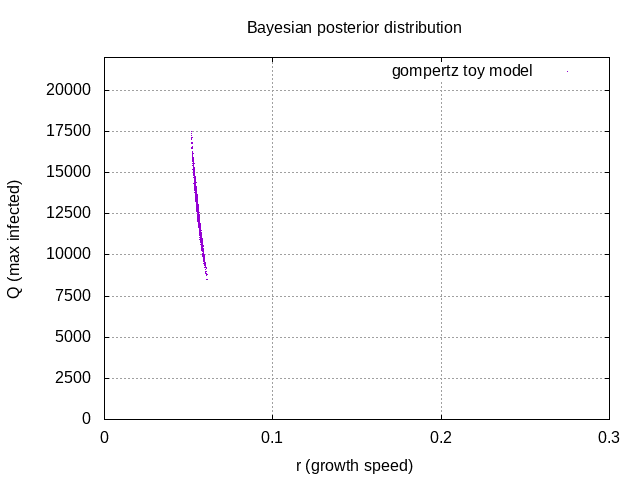 Bayesian posterior distribution
gompertz toy model
20000
17500
15000
12500
10000
7500
5000
2500
0
Q (max infected)
0 0.1 0.2 0.3
r (growth speed)